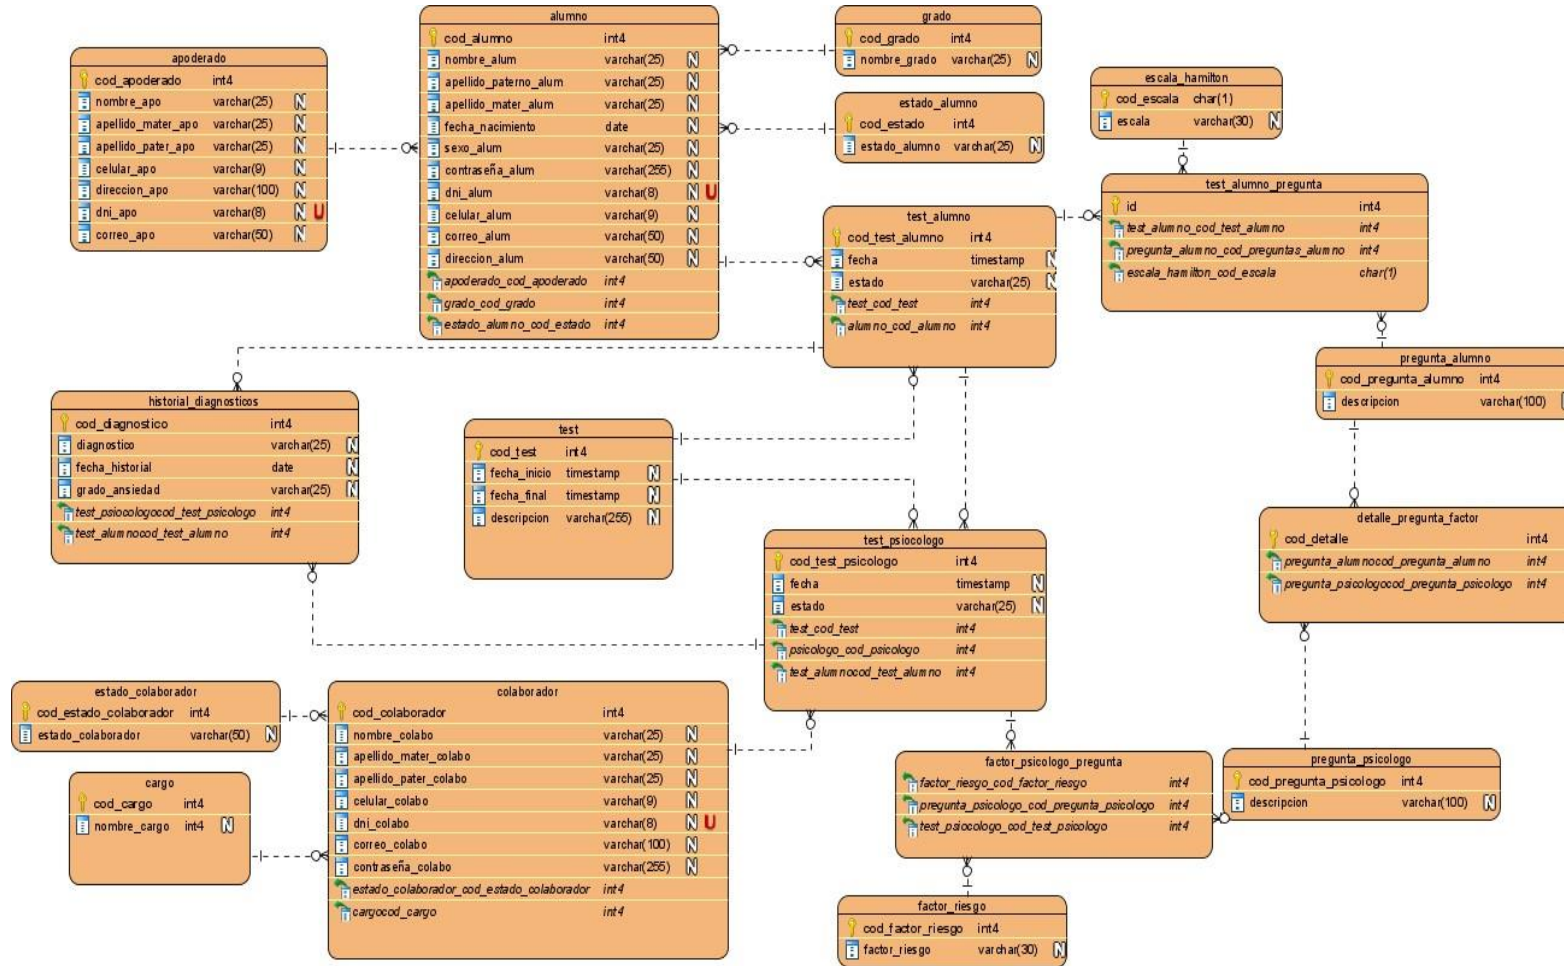 apoderado
cod_apoderado int4
nombre_apo varchar(25) N
apellido_mater_apo varchar(25) N
apellido_pater_apo varchar(25) N
celular_apo varchar(9) N
direccion_apo varchar(100) N
dni_apo varchar(8) N U
correo_apo varchar(50) N
alumno
cod_alumno int4
nombre_alum varchar(25) N
apellido_paterno_alum varchar(25) N
apellido_mater_alum varchar(25) N
fecha_nacimiento date N
sexo_alum varchar(25) N
contraseña_alum varchar(255) N
dni_alum varchar(8) N U
celular_alum varchar(9) N
correo_alum varchar(50) N
direccion_alum varchar(50) N
apoderado_cod_apoderado int4
grado_cod_grado int4
estado_alumno_cod_estado int4
grado
cod_grado int4
nombre_grado varchar(25) N
estado_alumno
cod_estado int4
estado_alumno varchar(25) N
escala_hamilton
cod_escala char(1)
escala varchar(30) N
test_alumno_pregunta
id int4
test_alumno_cod_test_alumno int4
pregunta_alumno_cod_preguntas_alumno int4
escala_hamilton_cod_escala char(1)
test_alumno
cod_test_alumno int4
fecha timestamp N
estado varchar(25) N
test_cod_test int4
alumno_cod_alumno int4
pregunta_alumno
cod_pregunta_alumno int4
descripcion varchar(100)
historial_diagnosticos
cod_diagnostico int4
diagnostico varchar(25) N
fecha_historial date N
grado_ansiedad varchar(25) N
test_psiocologocod_test_psicologo int4
test_alumnocod_test_alumno int4
test
cod_test int4
fecha_inicio timestamp N
fecha_final timestamp N
descripcion varchar(255) N
detalle_pregunta_factor
cod_detalle int4
pregunta_alumnocod_pregunta_alumno int4
pregunta_psicologocod_pregunta_psicologo int4
test_psiocologo
cod_test_psicologo int4
fecha timestamp N
estado varchar(25) N
test_cod_test int4
psicologo_cod_psicologo int4
test_alumnocod_test_alumno int4
estado_colaborador
cod_estado_colaborador int4
estado_colaborador varchar(50) N
cargo
cod_cargo int4
nombre_cargo int4 N
colaborador
cod_colaborador int4
nombre_colabo varchar(25) N
apellido_mater_colabo varchar(25) N
apellido_pater_colabo varchar(25) N
celular_colabo varchar(9) N
dni_colabo varchar(8) N U
correo_colabo varchar(100) N
contraseña_colabo varchar(255) N
estado_colaborador_cod_estado_colaborador int4
cargocod_cargo int4
factor_psicologo_pregunta
factor_riesgo_cod_factor_riesgo int4
pregunta_psicologo_cod_pregunta_psicologo int4
test_psiocologo_cod_test_psicologo int4
pregunta_psicologo
cod_pregunta_psicologo int4
descripcion varchar(100) N
factor_riesgo
cod_factor_riesgo int4
factor_riesgo varchar(30) N